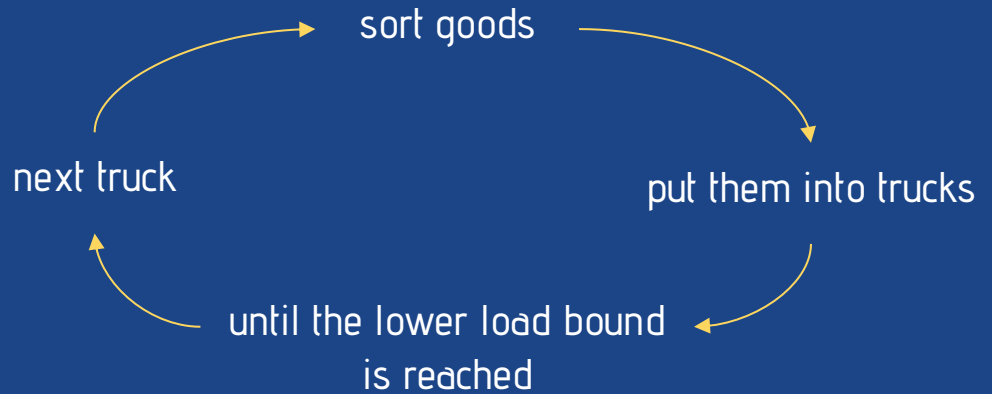 sort goods
next truck
put them into trucks
until the lower load bound
is reached